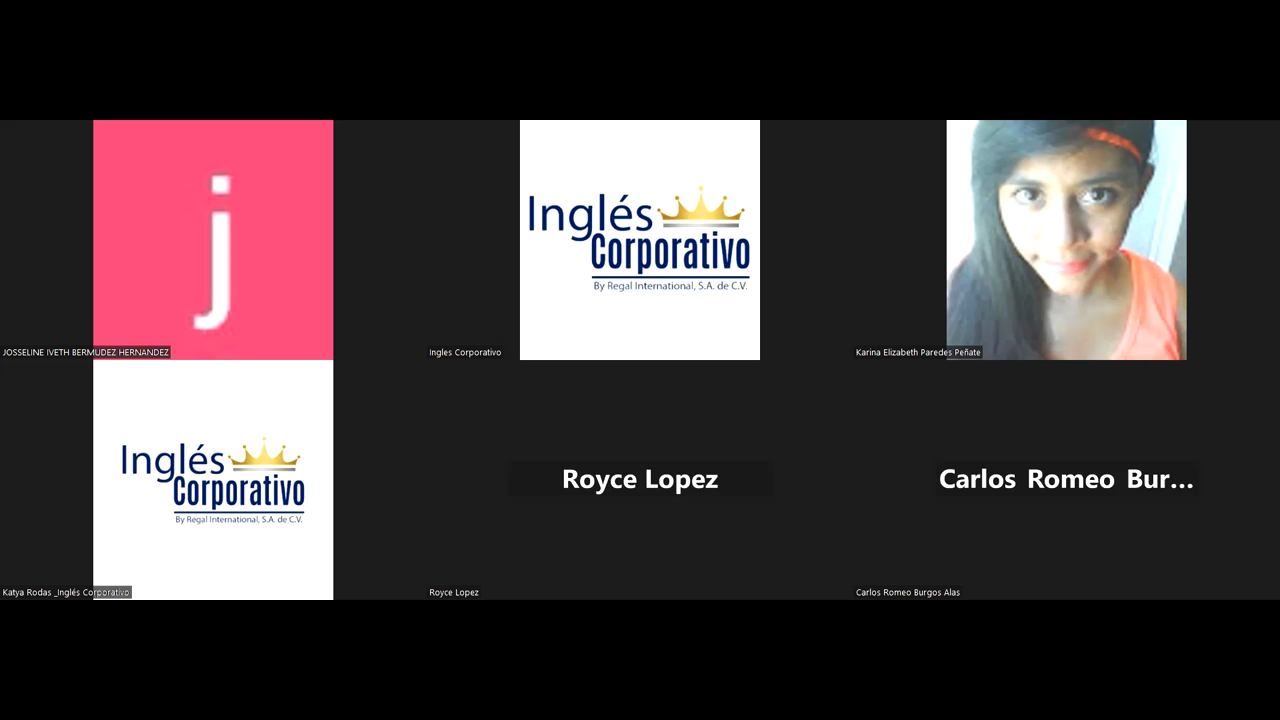 j
JOSSELINE IVETH BERMUDEZ HERNANDEZ
Inglés
Corporativo
By Regal International, S.A. de C.V.
Ingles Corporativo
Karina Elizabeth Paredes Peñate
Inglés
Corporativo
By Regal International, S.A. de C.V.
Katya Rodas _Inglés Corporativo
Royce Lopez
Royce Lopez
Carlos Romeo Bur...
Carlos Romeo Burgos Alas